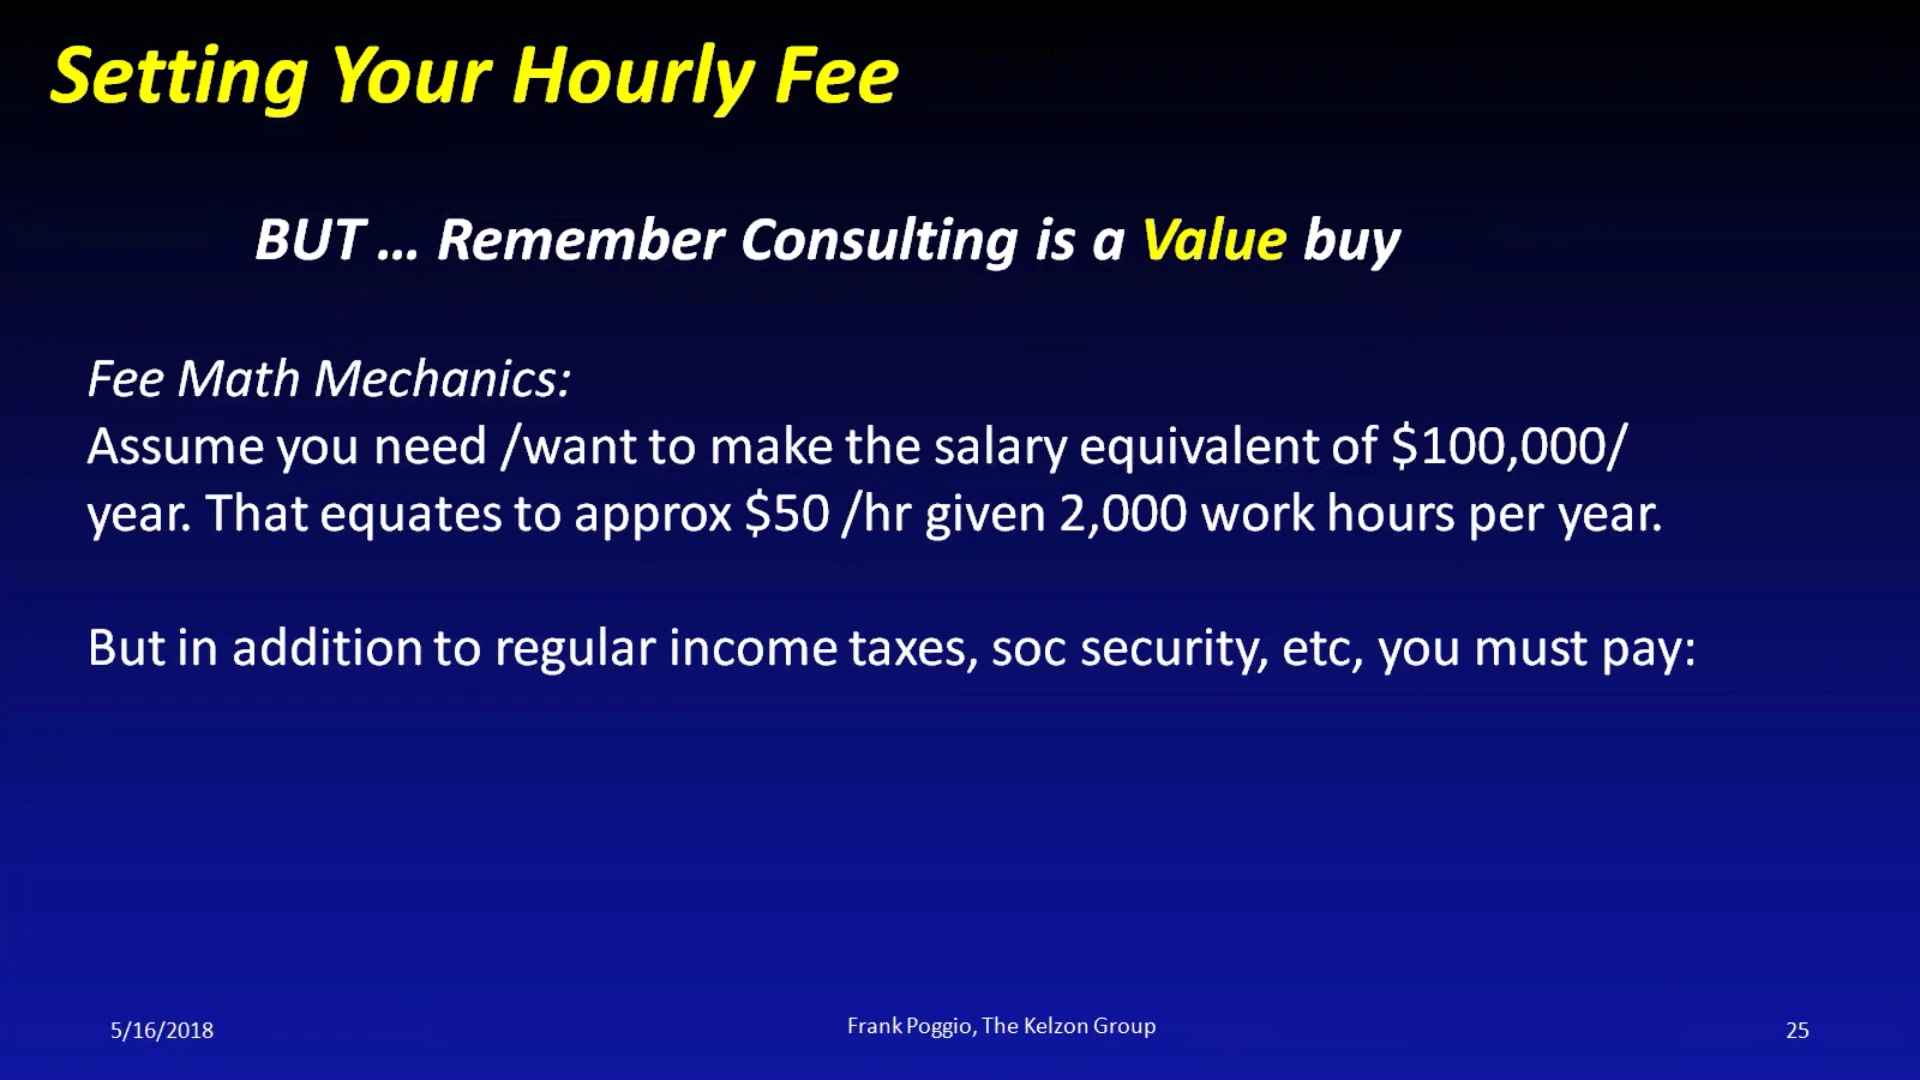 Setting Your Hourly Fee
BUT … Remember Consulting is a Value buy
Fee Math Mechanics:
Assume you need /want to make the salary equivalent of $100,000/
year. That equates to approx $50 /hr given 2,000 work hours per year.
But in addition to regular income taxes, soc security, etc, you must pay:
5/16/2018
Frank Poggio, The Kelzon Group
25